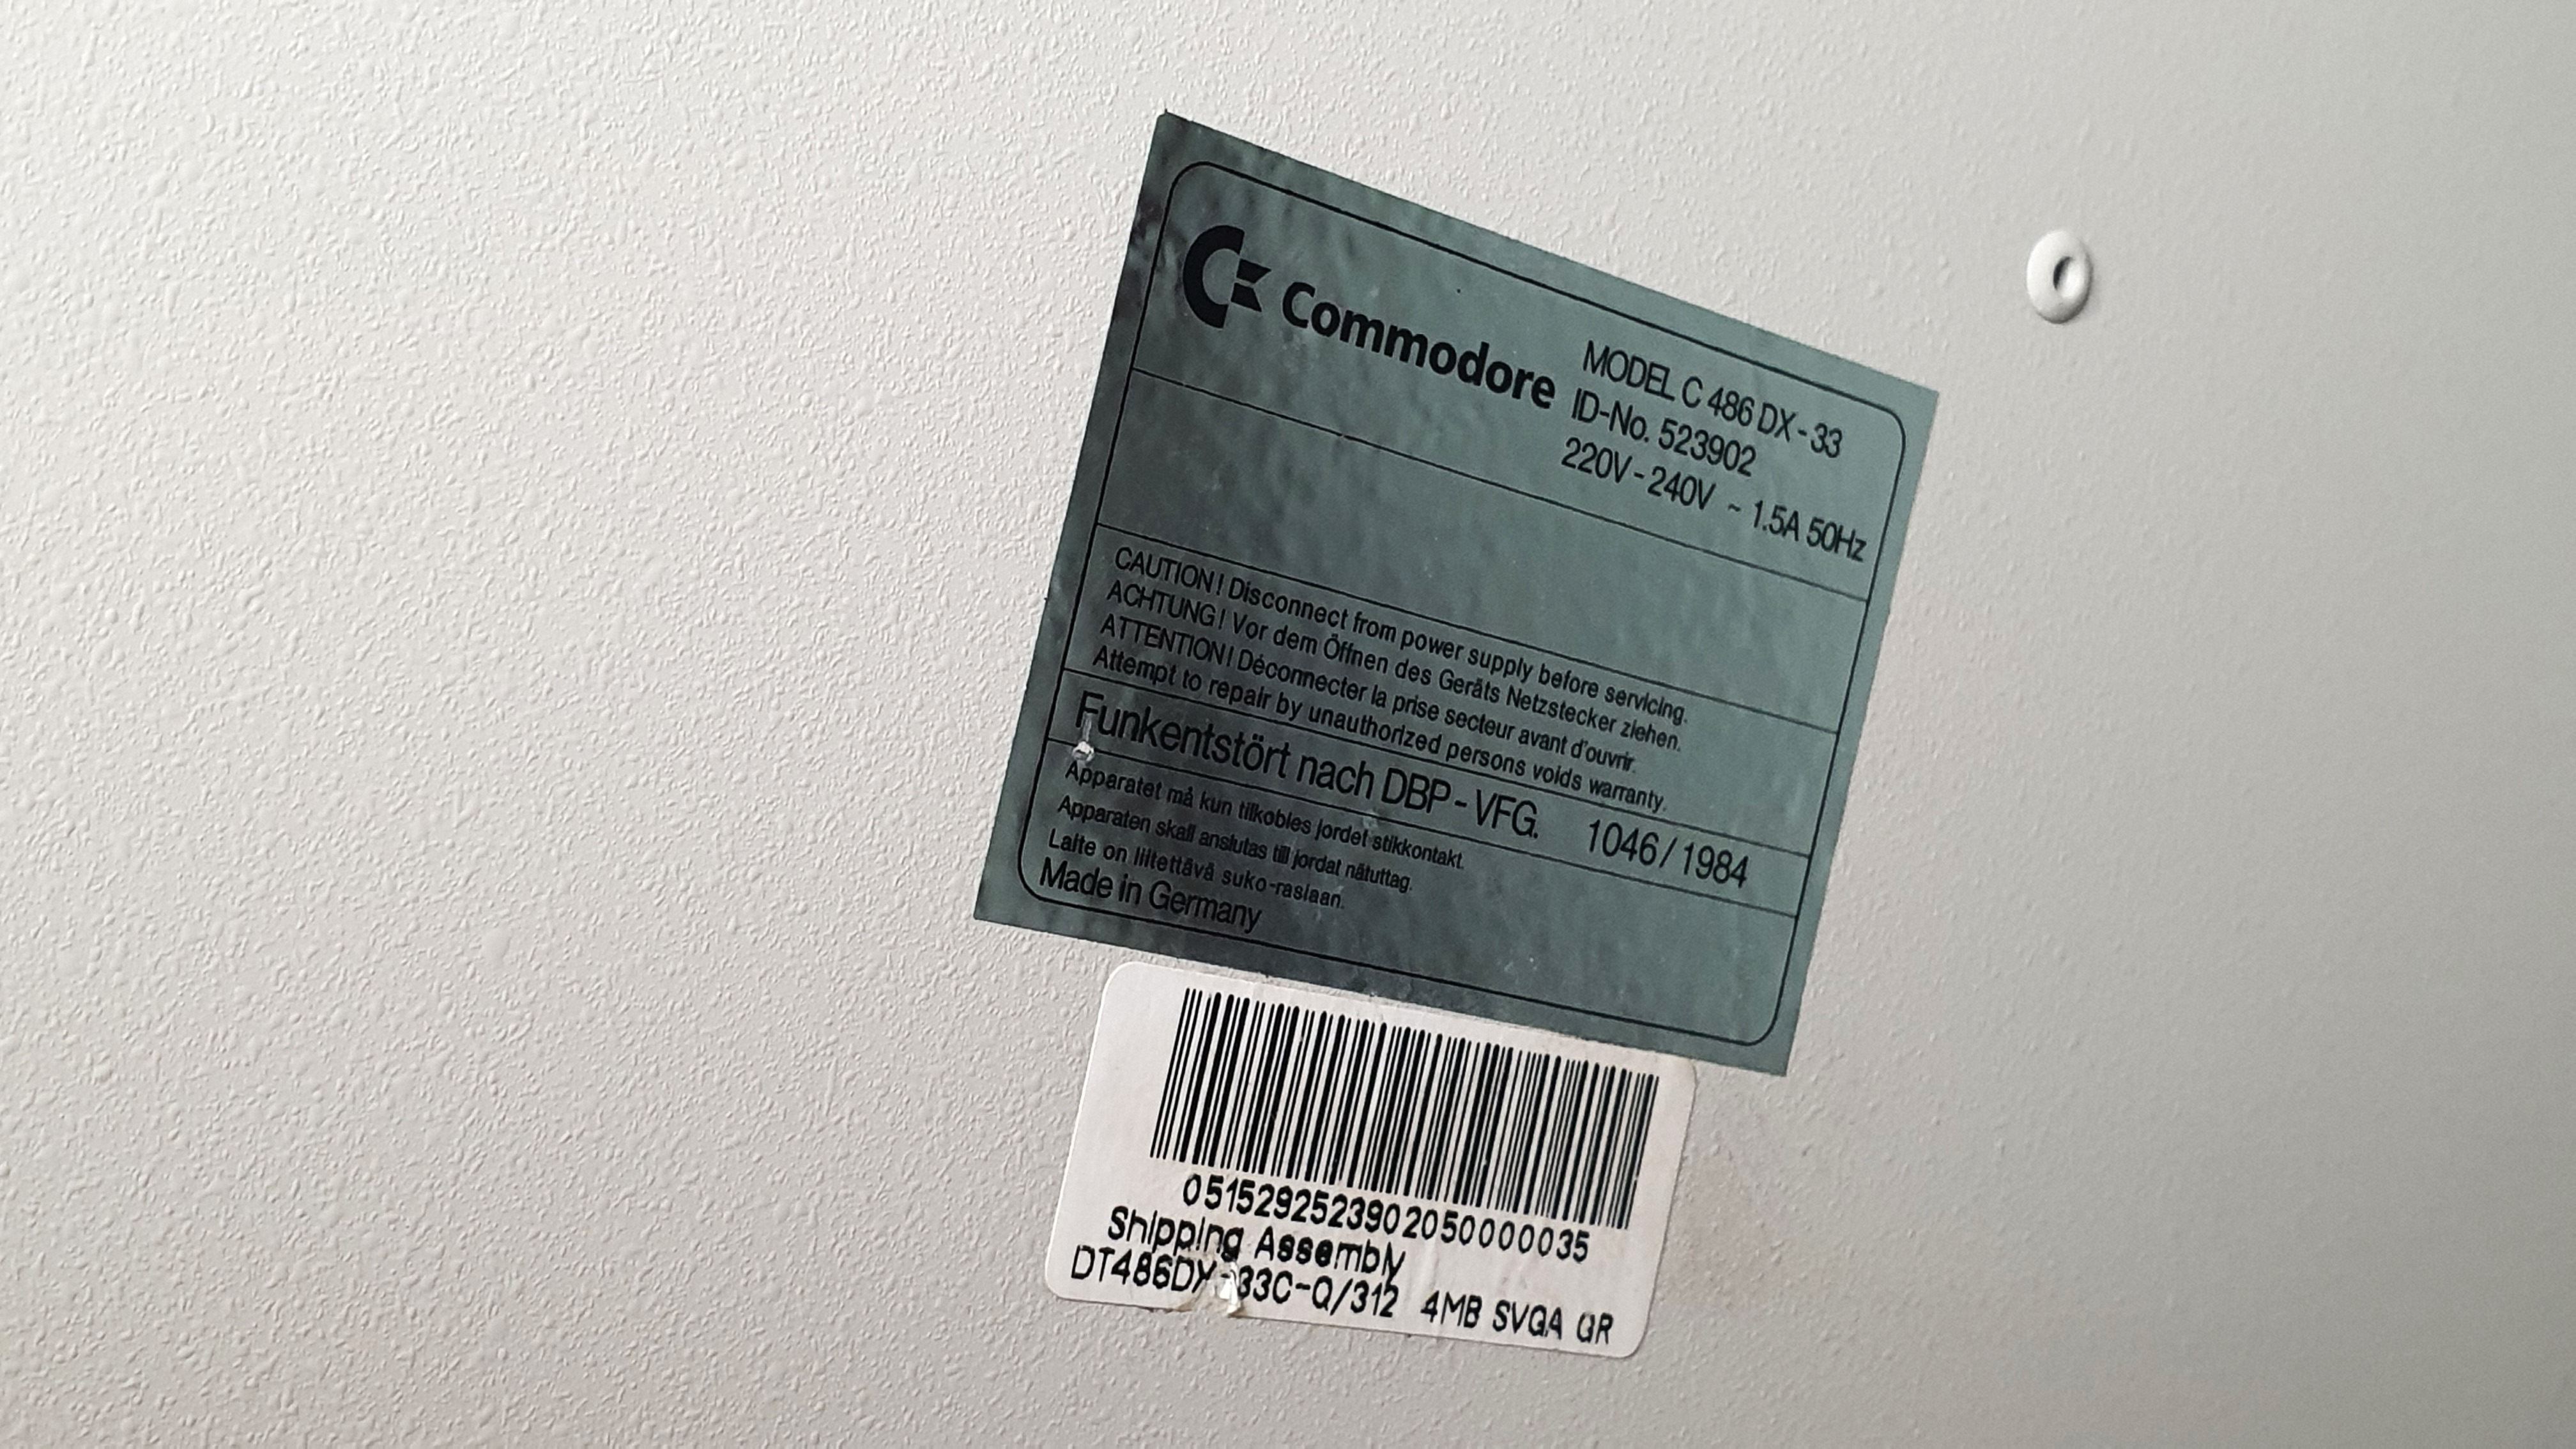 Commodore
MODEL C 486 DX - 33
ID-No. 523902
220V - 240V ~ 1.5A 50Hz
CAUTION! Disconnect from power supply before servicing.
ACHTUNG! Vor dem Öffnen des Geräts Netzstecker ziehen.
ATTENTION! Déconnecter la prise secteur avant d'ouvrir.
Attempt to repair by unauthorized persons voids warranty.
Funkentstört nach DBP - VFG. 1046 / 1984
Apparatet må kun tilkobles jordet stikkontakt.
Apparaten skall anslutas till jordat nätuttag.
Laite on liitettävä suko-rasiaan.
Made in Germany
0515292523902050000035
Shipping Assembly
DT486DX-33C-Q/312 4MB SVGA GR